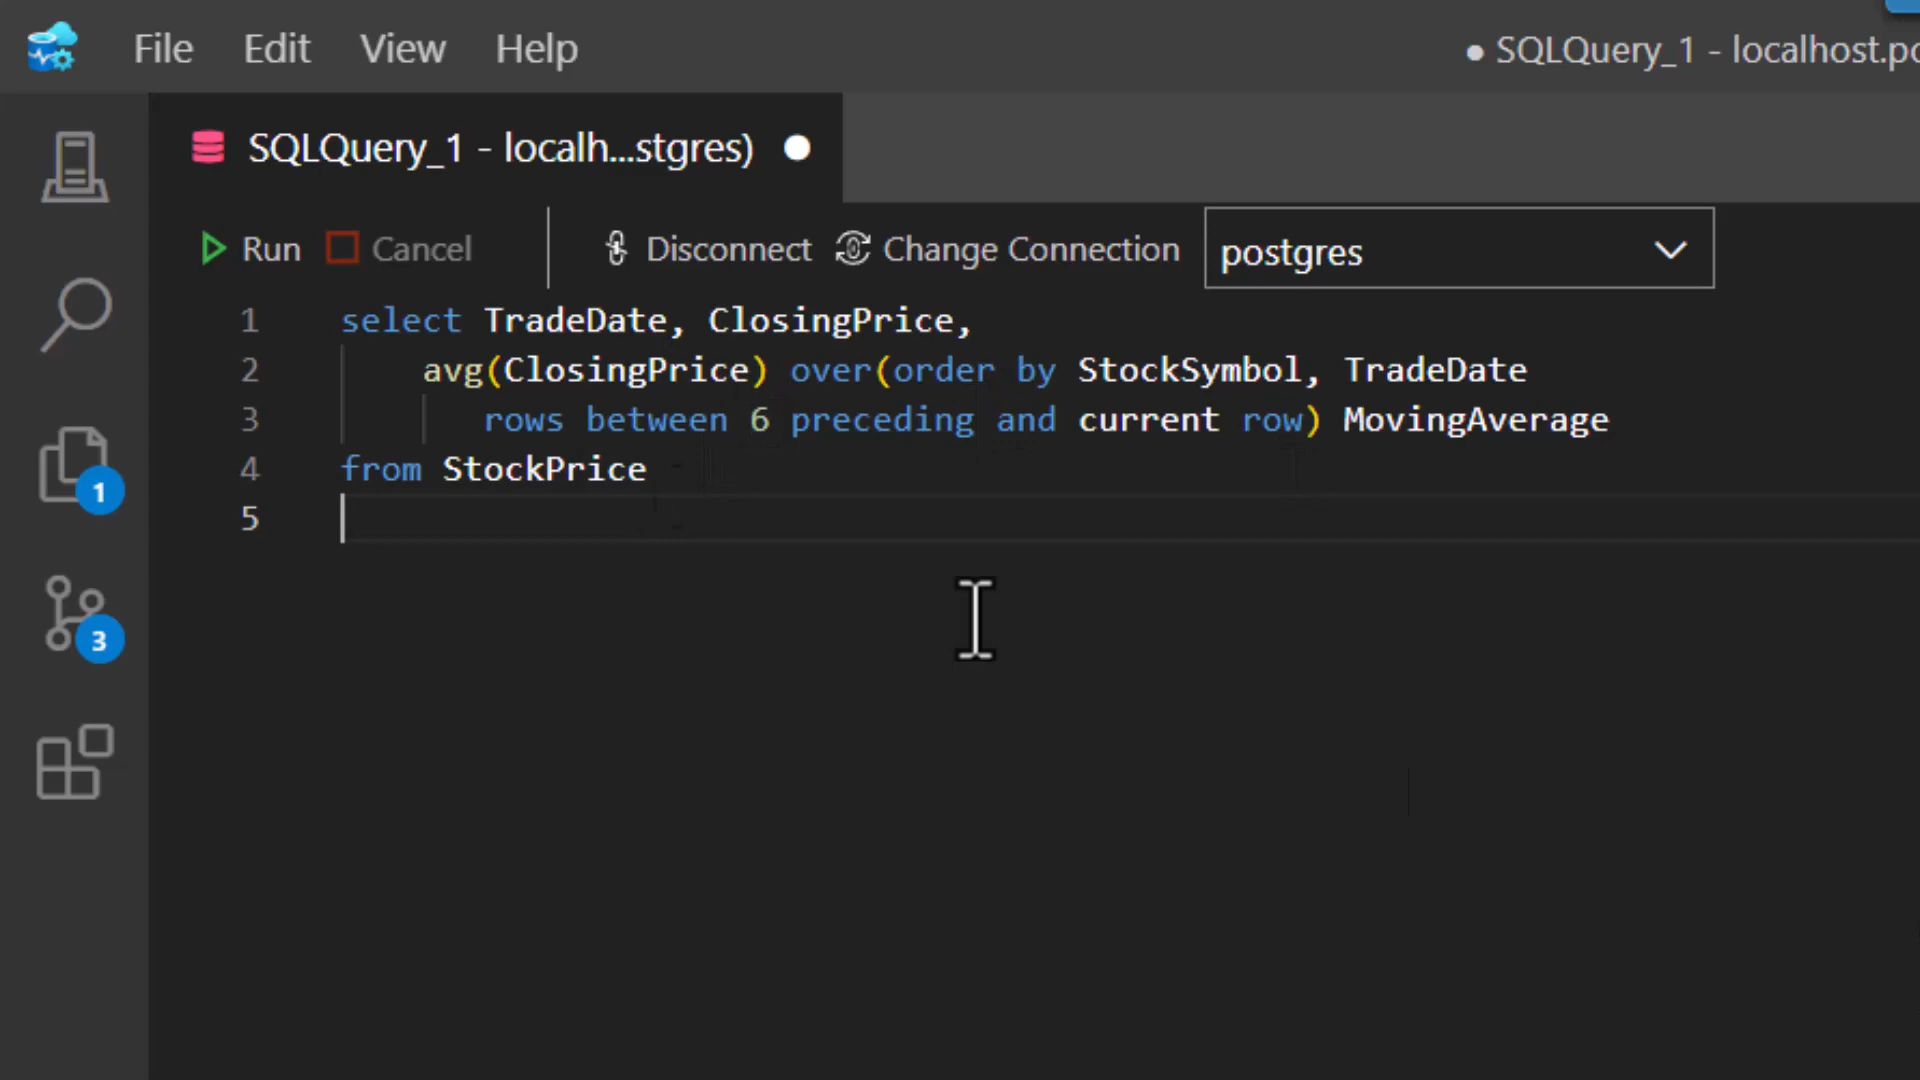 File Edit View Help
● SQLQuery_1 - localhost.po
SQLQuery_1 - localh...stgres) ●
Run Cancel Disconnect Change Connection postgres
1 select TradeDate, ClosingPrice,
2 avg(ClosingPrice) over(order by StockSymbol, TradeDate
3 rows between 6 preceding and current row) MovingAverage
4 from StockPrice
5
1
3